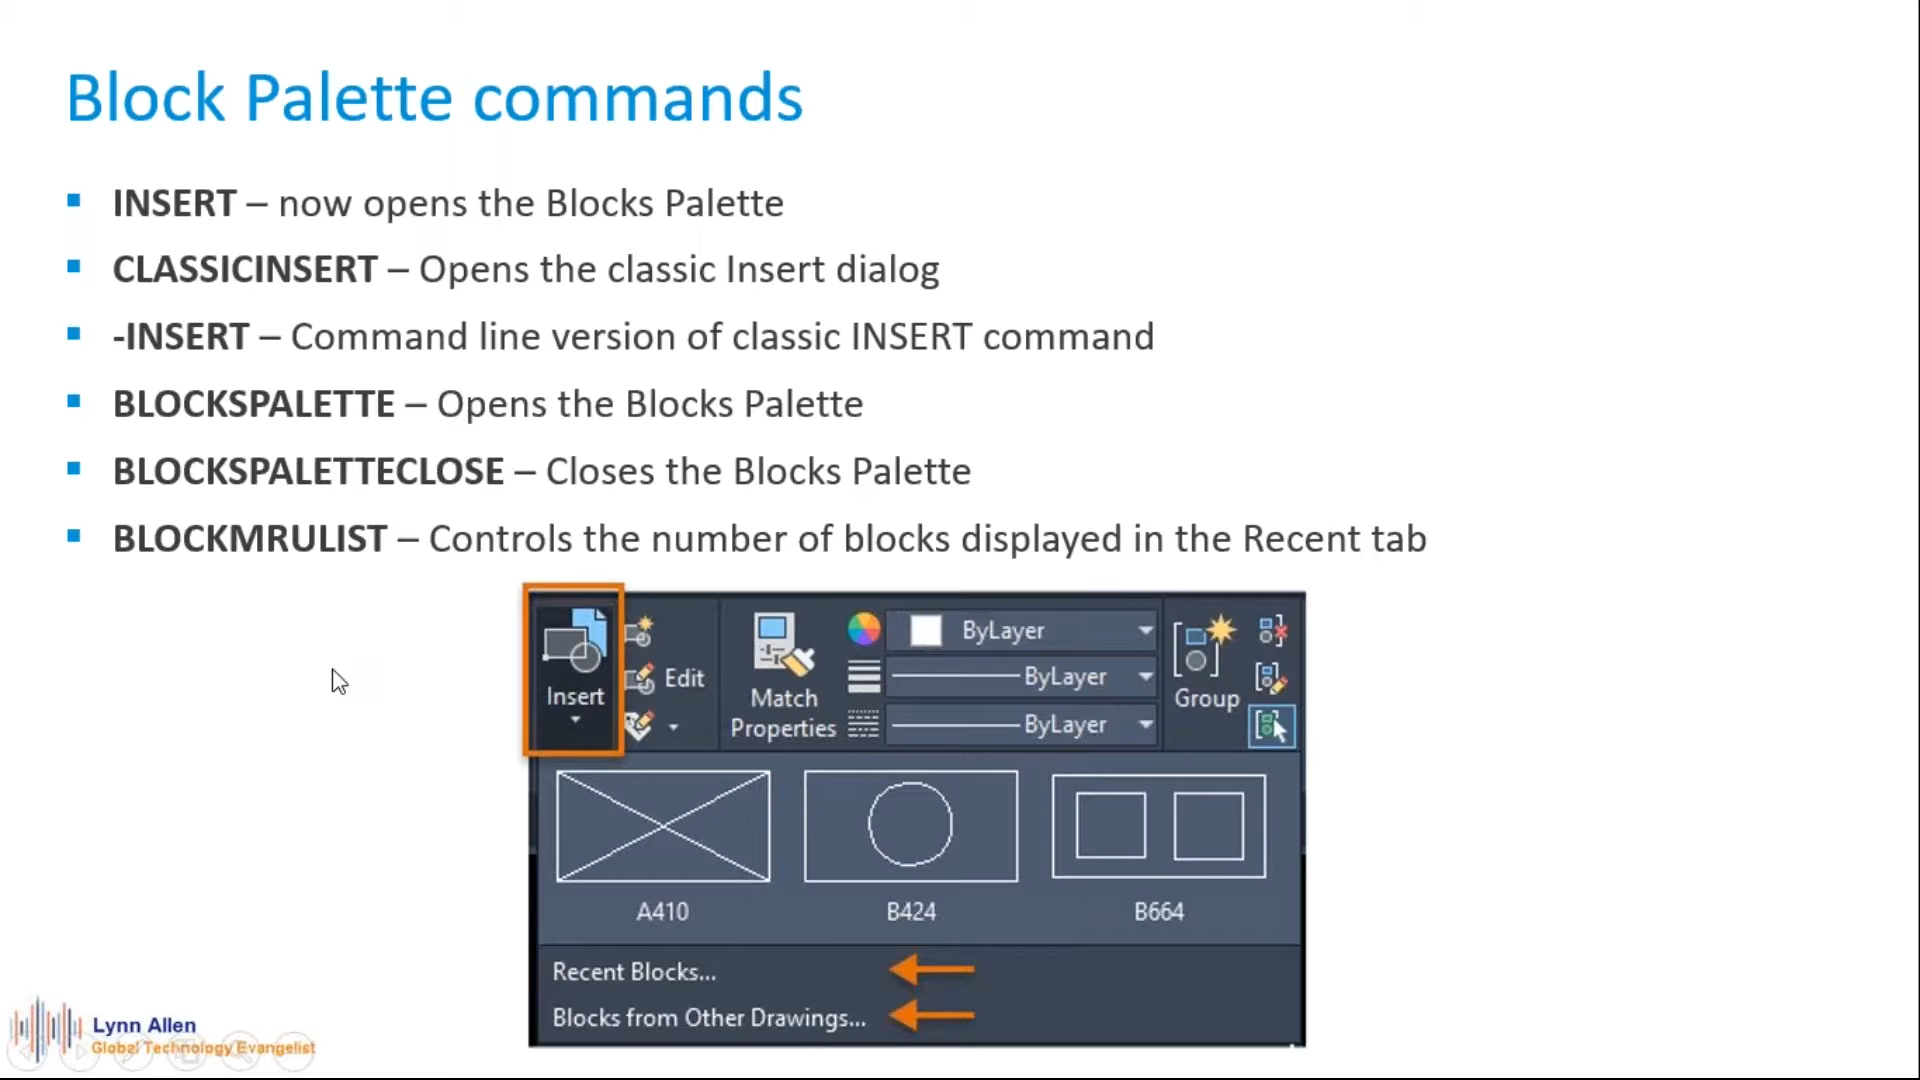 Block Palette commands
INSERT – now opens the Blocks Palette
CLASSICINSERT – Opens the classic Insert dialog
-INSERT – Command line version of classic INSERT command
BLOCKSPALETTE – Opens the Blocks Palette
BLOCKSPALETTECLOSE – Closes the Blocks Palette
BLOCKMRULIST – Controls the number of blocks displayed in the Recent tab
Insert
Edit
Match
Properties
ByLayer
ByLayer
ByLayer
Group
A410
B424
B664
Recent Blocks...
Blocks from Other Drawings...
Lynn Allen
Global Technology Evangelist